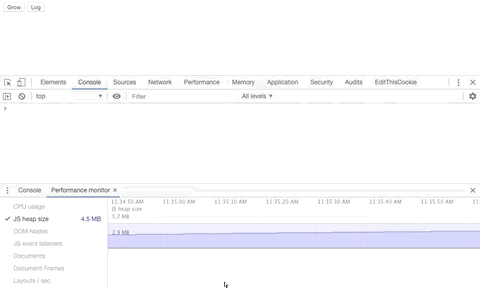 Grow Log
Elements Console Sources Network Performance Memory Application Security Audits EditThisCookie
top Filter All levels
Console Performance monitor
11:34:50 AM 11:35:00 AM 11:35:10 AM 11:35:20 AM 11:35:30 AM 11:35:40 AM 11:35:50 AM
CPU usage
JS heap size
5.7 MB
JS heap size 4.5 MB
DOM Nodes
2.9 MB
JS event listeners
Documents
Document Frames
Layouts / sec